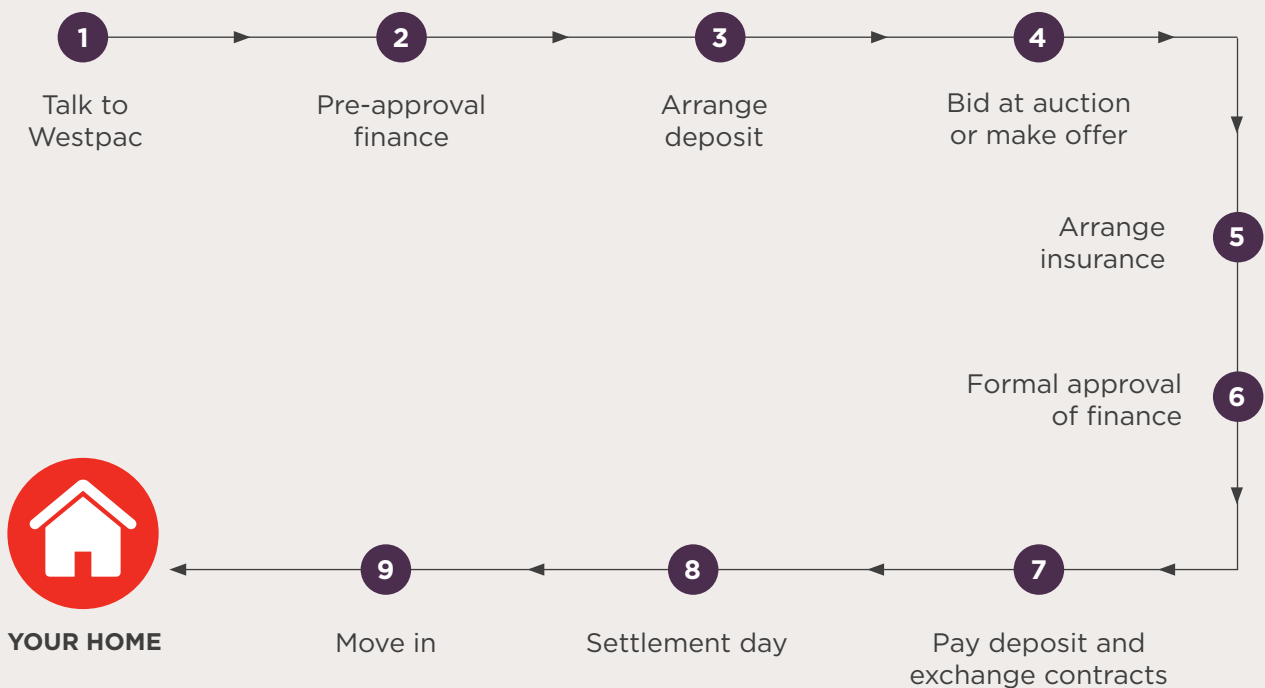 1
Talk to
Westpac
2
Pre-approval
finance
3
Arrange
deposit
4
Bid at auction
or make offer
5
Arrange
insurance
6
Formal approval
of finance
7
Pay deposit and
exchange contracts
8
Settlement day
9
Move in
YOUR HOME